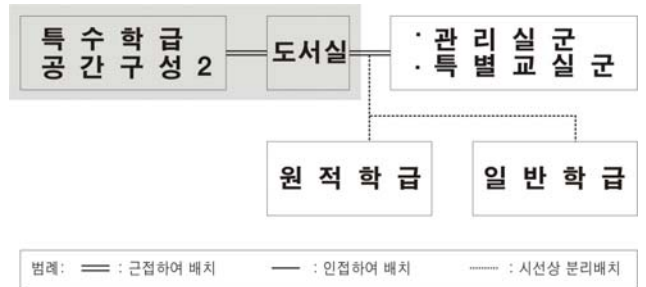 특 수 학 급
공 간 구 성 2
도서실
· 관 리 실 군
· 특 별 교 실 군
원 적 학 급
일 반 학 급
범례: ═══ : 근접하여 배치 ─── : 인접하여 배치 ┈┈┈ : 시선상 분리배치